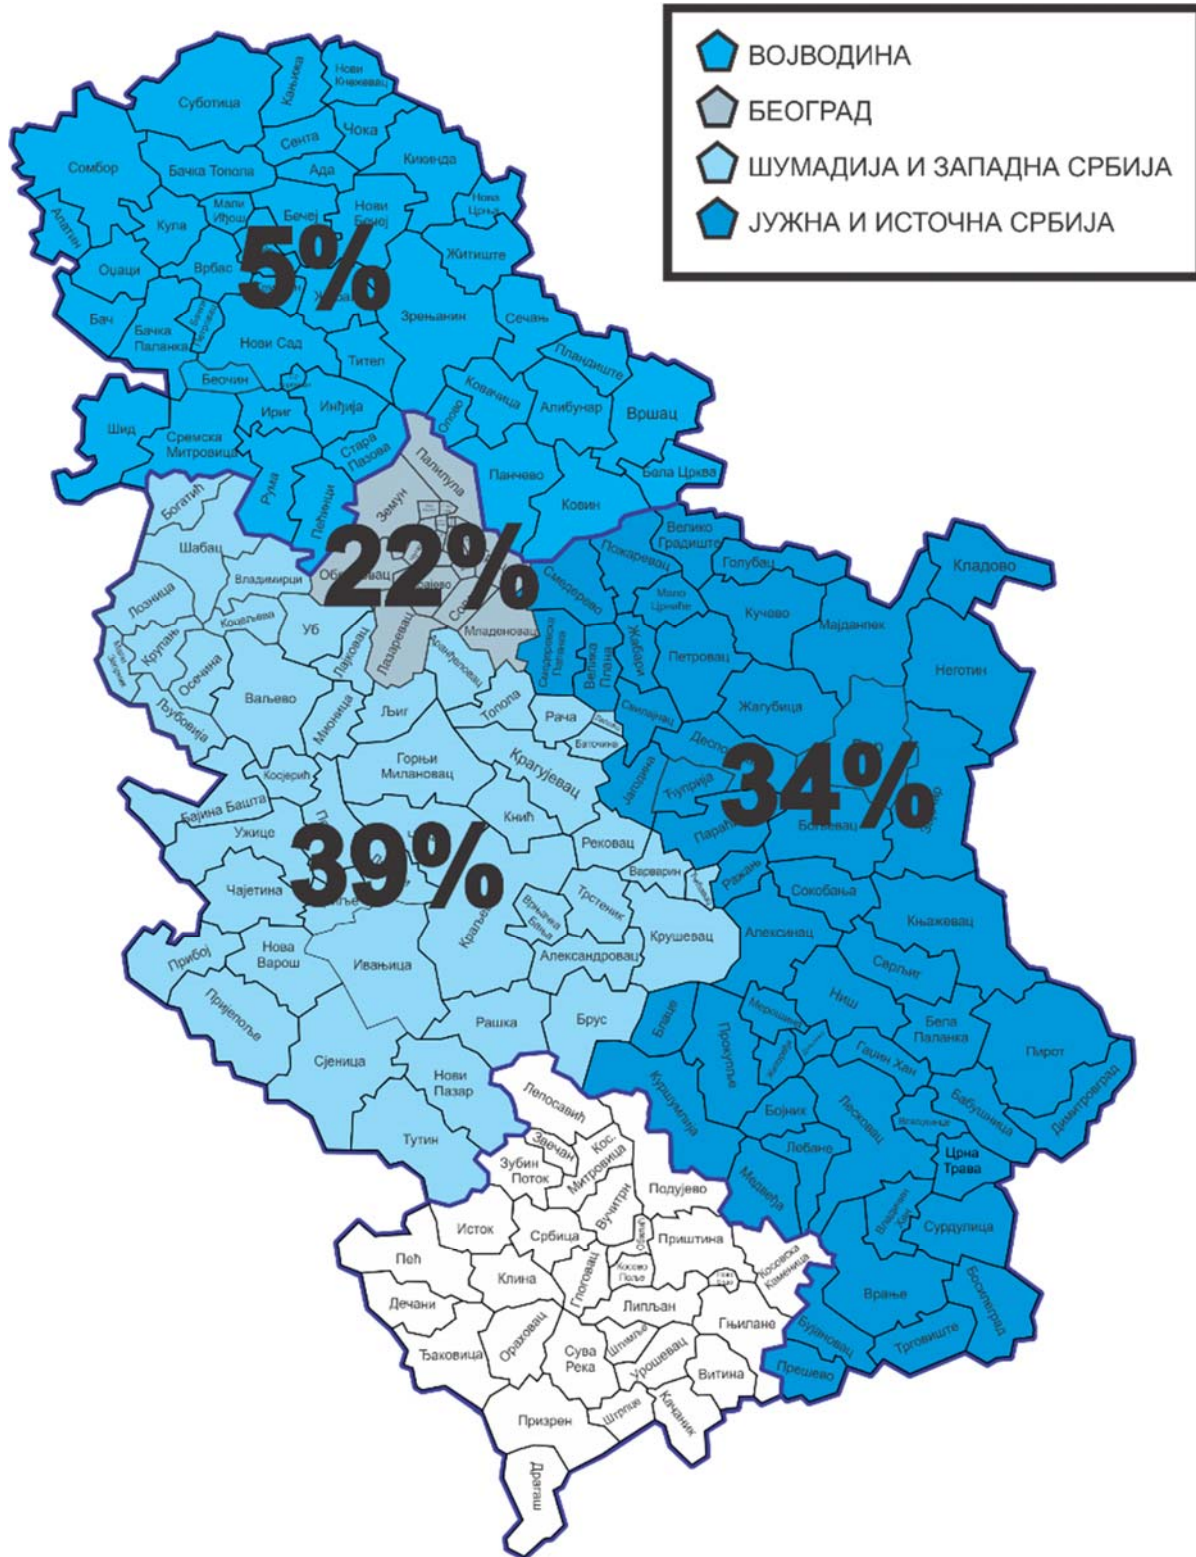 ВОЈВОДИНА
БЕОГРАД
ШУМАДИЈА И ЗАПАДНА СРБИЈА
ЈУЖНА И ИСТОЧНА СРБИЈА
Суботица
Кањижа
Нови
Кнежевац
Сента
Чока
Сомбор
Бачка Топола
Ада
Кикинда
Апатин
Кула
Мали
Иђош
Бечеј
Нови
Бечеј
Нова
Црња
Оџаци
Врбас
5%
Житиште
Бач
Бачка
Паланка
Бачки
Петровац
Нови Сад
Зрењанин
Сечањ
Тител
Пландиште
Беочин
Ковачица
Алибунар
Вршац
Опово
Шид
Сремска
Митровица
Ириг
Инђија
Стара
Пазова
Рума
Пећинци
Панчево
Бела Црква
Ковин
Палилула
Земун
22%
Младеновац
Лазаревац
Богатић
Шабац
Владимирци
Лозница
Коцељева
Уб
Крупањ
Осечина
Лајковац
Аранђеловац
Ваљево
Мионица
Љиг
Топола
Рача
Љубовија
Баточина
Косјерић
Горњи
Милановац
Крагујевац
Бајина Башта
Ужице
39%
Кнић
Рековац
Варварин
Чајетина
Трстеник
Врњачка
Бања
Крушевац
Прибој
Нова
Варош
Ивањица
Александровац
Пријепоље
Рашка
Брус
Сјеница
Нови
Пазар
Тутин
Велико
Градиште
Пожаревац
Голубац
Кладово
Смедерево
Мало
Црниће
Кучево
Мајданпек
Смедеревска
Паланка
Велика
Плана
Жабари
Петровац
Неготин
Свилајнац
Жагубица
34%
Јагодина
Ћуприја
Ражањ
Сокобања
Књажевац
Алексинац
Сврљиг
Ниш
Блаце
Прокупље
Мерошина
Бела
Паланка
Пирот
Гаџин Хан
Димитровград
Куршумлија
Бојник
Лесковац
Бабушница
Лебане
Црна
Трава
Медвеђа
Владичин
Хан
Сурдулица
Врање
Босилеград
Бујановац
Трговиште
Прешево
Лепосавић
Звечан
Кос.
Митровица
Зубин
Поток
Вучитрн
Подујево
Исток
Србица
Обилић
Приштина
Пећ
Клина
Глоговац
Косово
Поље
Косовска
Каменица
Дечани
Липљан
Гњилане
Ђаковица
Ораховац
Сува
Река
Штимље
Урошевац
Витина
Призрен
Штрпце
Качаник
Драгаш